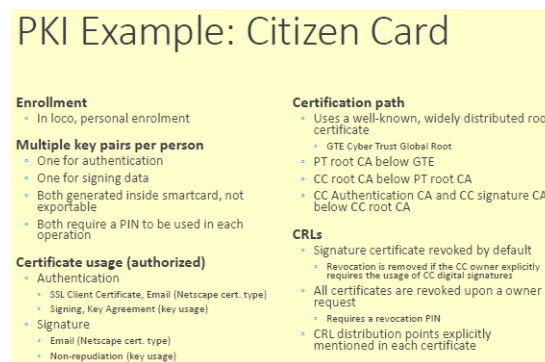 PKI Example: Citizen Card
Enrollment
In loco, personal enrolment
Multiple key pairs per person
One for authentication
One for signing data
Both generated inside smartcard, not
exportable
Both require a PIN to be used in each
operation
Certificate usage (authorized)
Authentication
SSL Client Certificate, Email (Netscape cert. type)
Signing, Key Agreement (key usage)
Signature
Email (Netscape cert. type)
Non-repudiation (key usage)
Certification path
Uses a well-known, widely distributed roo
certificate
GTE Cyber Trust Global Root
PT root CA below GTE
CC root CA below PT root CA
CC Authentication CA and CC signature CA
below CC root CA
CRLs
Signature certificate revoked by default
Revocation is removed if the CC owner explicitly
requires the usage of CC digital signatures
All certificates are revoked upon a owner
request
Requires a revocation PIN
CRL distribution points explicitly
mentioned in each certificate